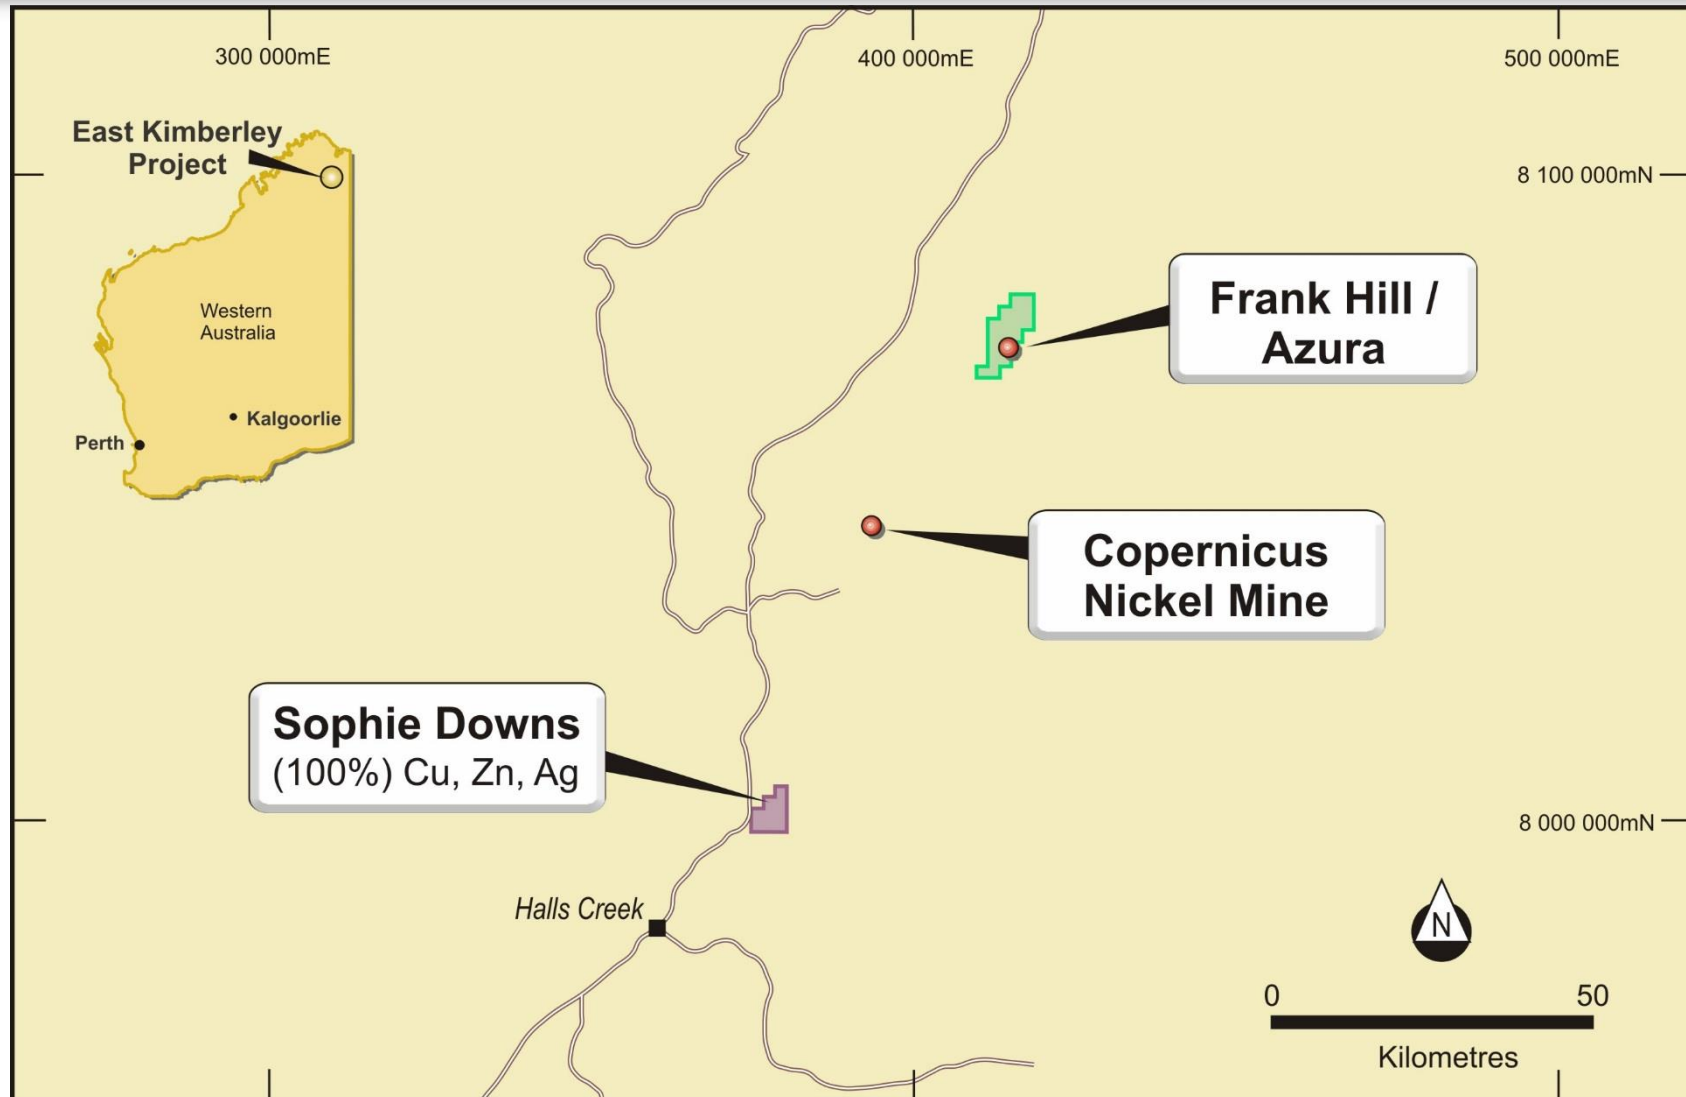 300 000mE
400 000mE
500 000mE
East Kimberley
Project
8 100 000mN
Western
Australia
Frank Hill /
Azura
Kalgoorlie
Perth
Copernicus
Nickel Mine
Sophie Downs
(100%) Cu, Zn, Ag
8 000 000mN
Halls Creek
N
0 50
Kilometres